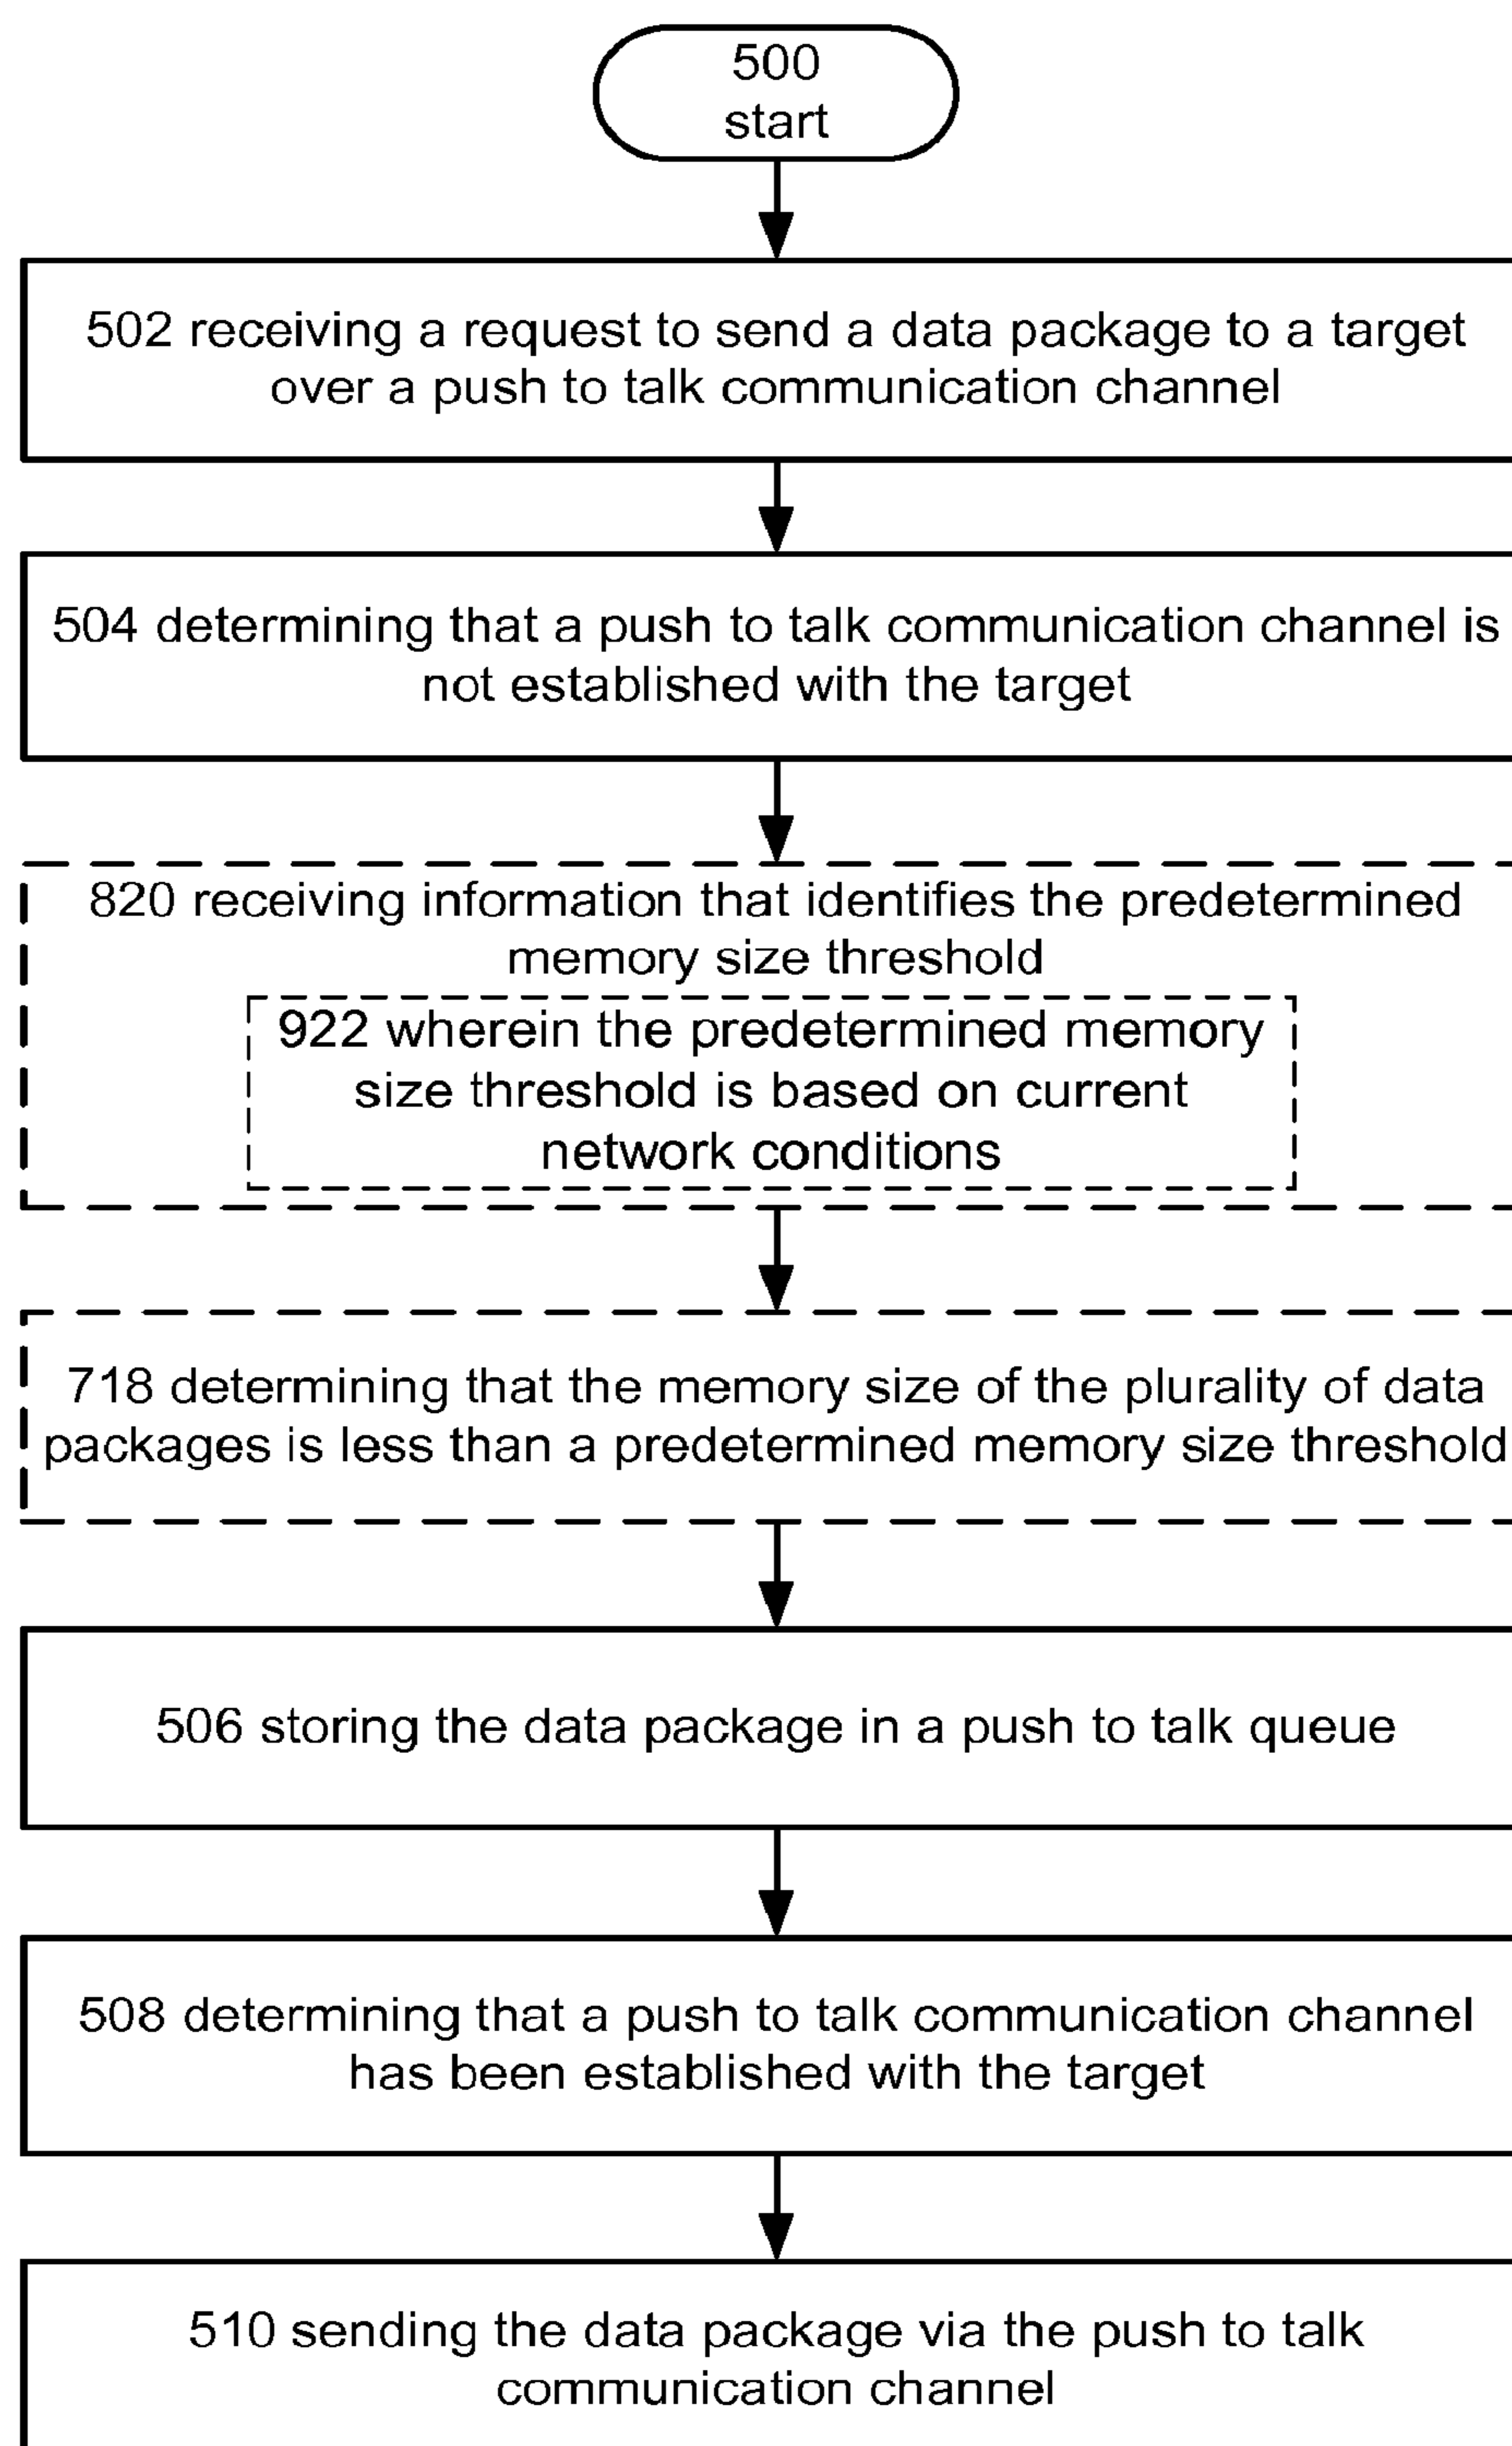 500
start
502 receiving a request to send a data package to a target
over a push to talk communication channel
504 determining that a push to talk communication channel is
not established with the target
820 receiving information that identifies the predetermined
memory size threshold
922 wherein the predetermined memory
size threshold is based on current
network conditions
718 determining that the memory size of the plurality of data
packages is less than a predetermined memory size threshold
506 storing the data package in a push to talk queue
508 determining that a push to talk communication channel
has been established with the target
510 sending the data package via the push to talk
communication channel